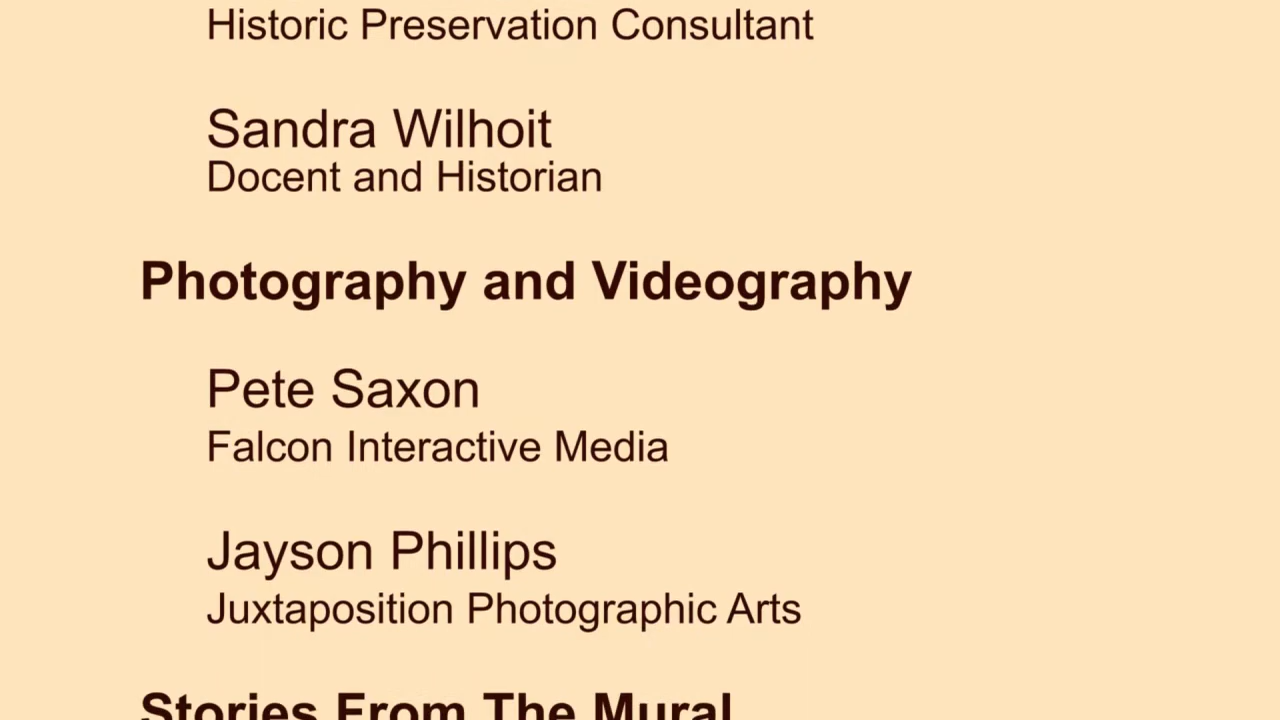 Historic Preservation Consultant
Sandra Wilhoit
Docent and Historian
Photography and Videography
Pete Saxon
Falcon Interactive Media
Jayson Phillips
Juxtaposition Photographic Arts
Stories From The Mural